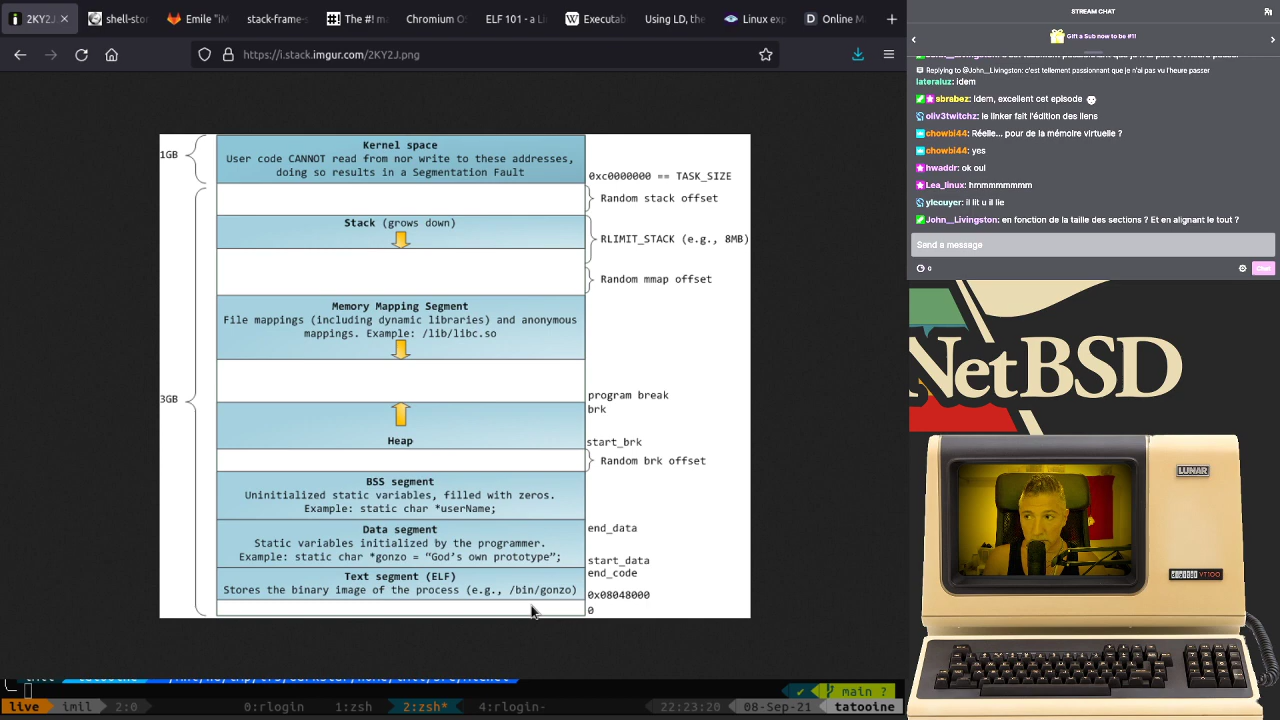 2KY2J.
shell-sto
Emile "iM
stack-frame-s
The #! ma
Chromium O
ELF 101 - a Li
Executab
Using LD, the
Linux exp
Online M
https://i.stack.imgur.com/2KY2J.png
1GB
Kernel space
User code CANNOT read from nor write to these addresses,
doing so results in a Segmentation Fault
0xc0000000 == TASK_SIZE
Random stack offset
Stack (grows down)
RLIMIT_STACK (e.g., 8MB)
Random mmap offset
Memory Mapping Segment
File mappings (including dynamic libraries) and anonymous
mappings. Example: /lib/libc.so
3GB
program break
brk
Heap
start_brk
Random brk offset
BSS segment
Uninitialized static variables, filled with zeros.
Example: static char *userName;
Data segment
Static variables initialized by the programmer.
Example: static char *gonzo = “God's own prototype”;
end_data
start_data
Text segment (ELF)
Stores the binary image of the process (e.g., /bin/gonzo)
end_code
0x08048000
0
main ?
live
imil
2:0
0:rlogin
1:zsh
2:zsh*
4:rlogin-
22:23:20
08-Sep-21
tatooine
STREAM CHAT
Gift a Sub now to be #1!
Replying to @John__Livingston: c'est tellement passionnant que je n'ai pas vu l'heure passer
lateraluz: idem
sbrabez: idem, excellent cet episode
oliv3twitchz: le linker fait l'édition des liens
chowbi44: Réelle... pour de la mémoire virtuelle ?
chowbi44: yes
hwaddr: ok oui
Lea_linux: hmmmmmmmm
ylecuyer: il lit u il lie
John__Livingston: en fonction de la taille des sections ? Et en alignant le tout ?
Send a message
0
Chat
NetBSD
LUNAR
VT100